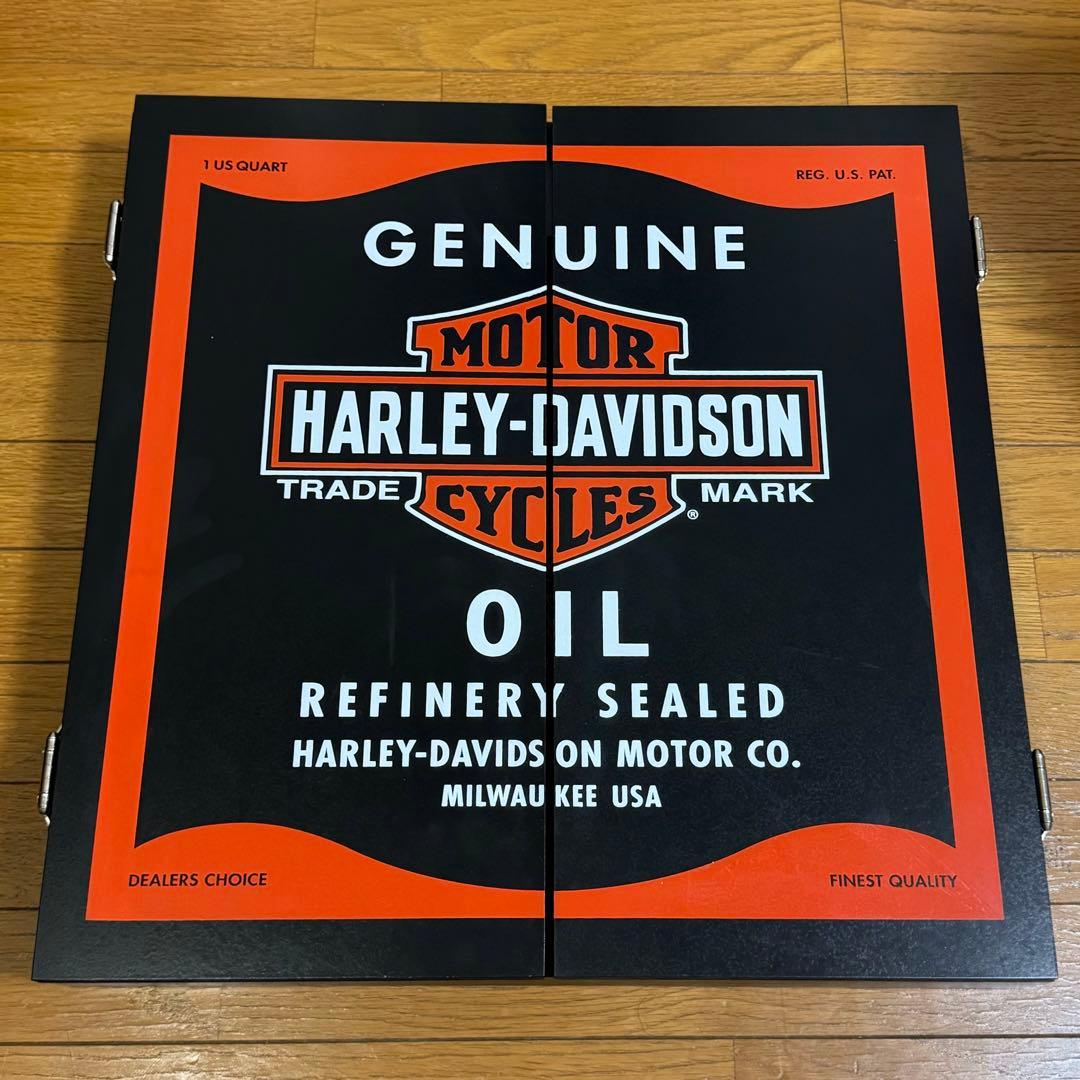 1 US QUART
REG. U.S. PAT.
GENUINE
MOTOR
HARLEY-DAVIDSON
TRADE MARK
CYCLES ®
OIL
REFINERY SEALED
HARLEY-DAVIDSON MOTOR CO.
MILWAUKEE USA
DEALERS CHOICE
FINEST QUALITY